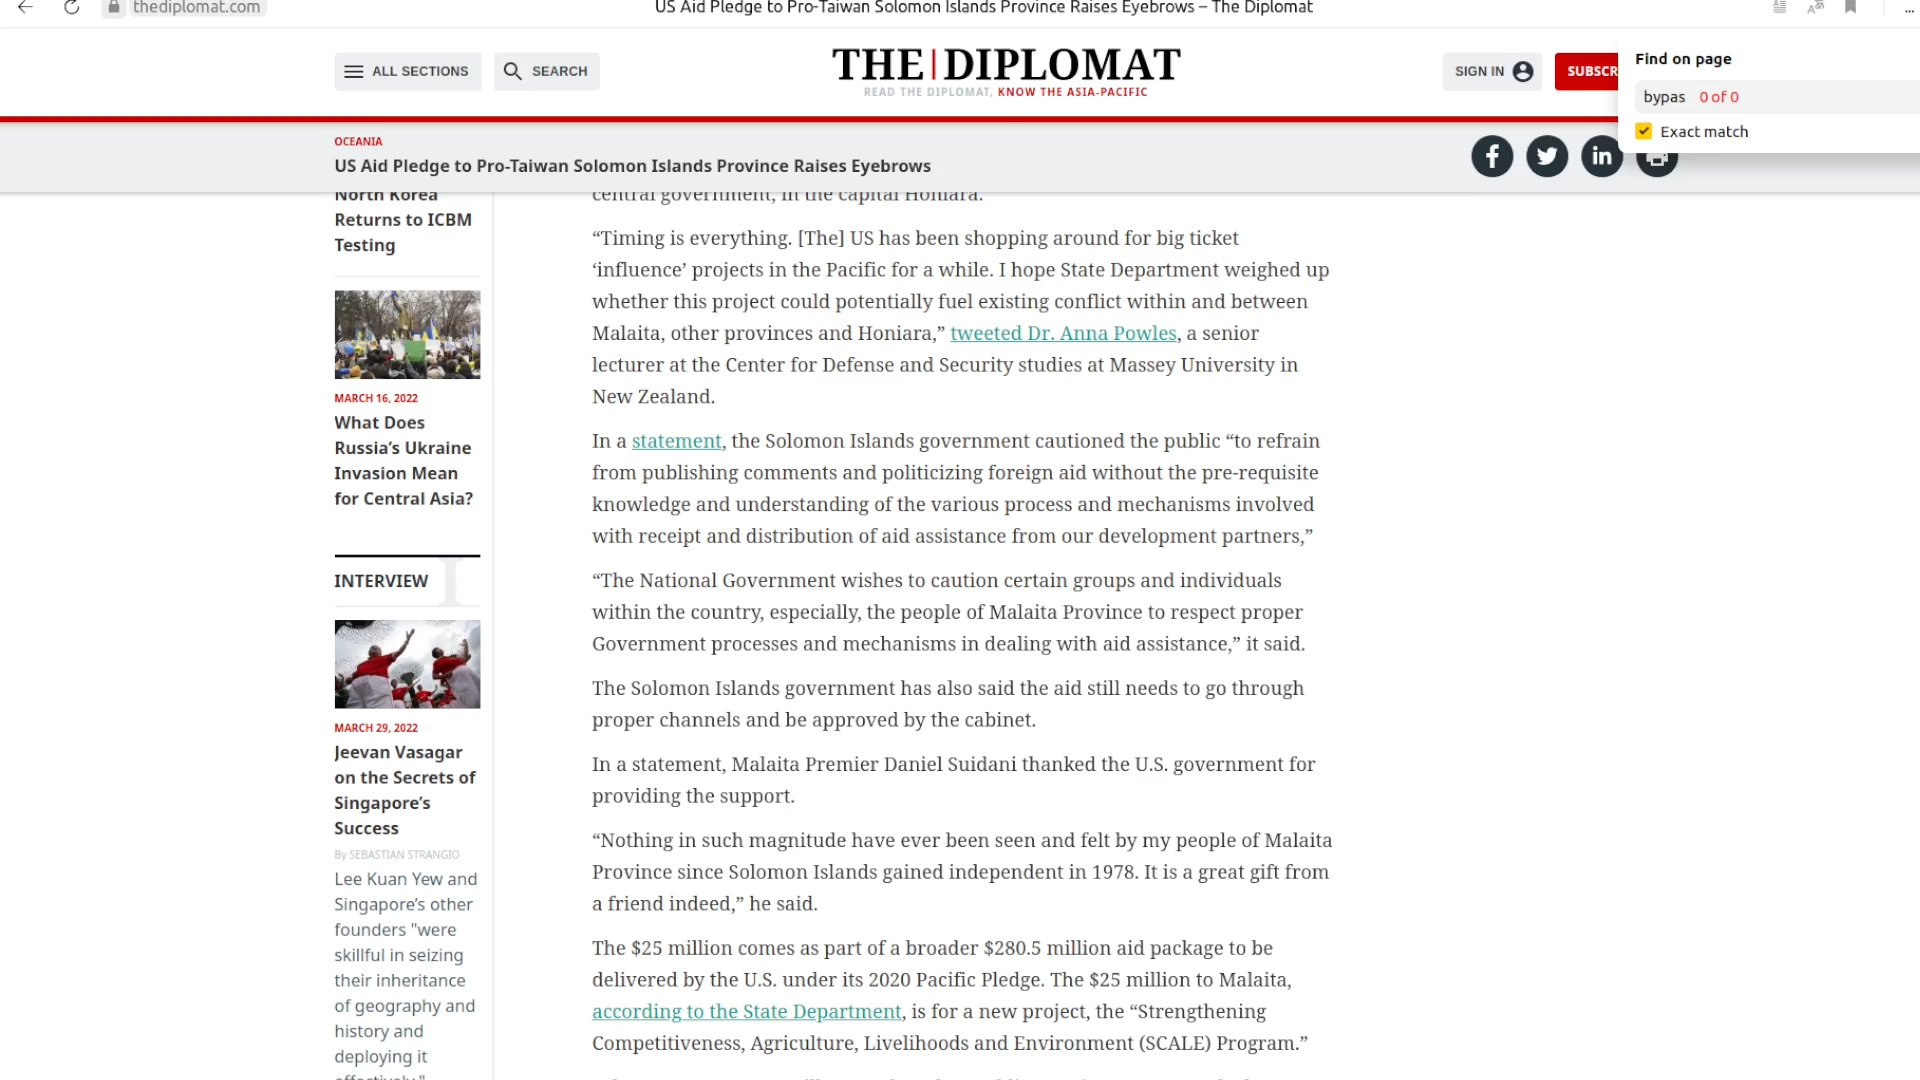 thediplomat.com
US Aid Pledge to Pro-Taiwan Solomon Islands Province Raises Eyebrows – The Diplomat
...
ALL SECTIONS
SEARCH
THE|DIPLOMAT
READ THE DIPLOMAT, KNOW THE ASIA-PACIFIC
SIGN IN
SUBSCR
Find on page
bypas 0 of 0
Exact match
OCEANIA
US Aid Pledge to Pro-Taiwan Solomon Islands Province Raises Eyebrows
North Korea
Returns to ICBM
Testing
MARCH 16, 2022
What Does
Russia’s Ukraine
Invasion Mean
for Central Asia?
INTERVIEW
I
MARCH 29, 2022
Jeevan Vasagar
on the Secrets of
Singapore’s
Success
By SEBASTIAN STRANGIO
Lee Kuan Yew and
Singapore’s other
founders "were
skillful in seizing
their inheritance
of geography and
history and
deploying it
effectively."
central government, in the capital Honiara.
“Timing is everything. [The] US has been shopping around for big ticket
‘influence’ projects in the Pacific for a while. I hope State Department weighed up
whether this project could potentially fuel existing conflict within and between
Malaita, other provinces and Honiara,” tweeted Dr. Anna Powles, a senior
lecturer at the Center for Defense and Security studies at Massey University in
New Zealand.
In a statement, the Solomon Islands government cautioned the public “to refrain
from publishing comments and politicizing foreign aid without the pre-requisite
knowledge and understanding of the various process and mechanisms involved
with receipt and distribution of aid assistance from our development partners,”
“The National Government wishes to caution certain groups and individuals
within the country, especially, the people of Malaita Province to respect proper
Government processes and mechanisms in dealing with aid assistance,” it said.
The Solomon Islands government has also said the aid still needs to go through
proper channels and be approved by the cabinet.
In a statement, Malaita Premier Daniel Suidani thanked the U.S. government for
providing the support.
“Nothing in such magnitude have ever been seen and felt by my people of Malaita
Province since Solomon Islands gained independent in 1978. It is a great gift from
a friend indeed,” he said.
The $25 million comes as part of a broader $280.5 million aid package to be
delivered by the U.S. under its 2020 Pacific Pledge. The $25 million to Malaita,
according to the State Department, is for a new project, the “Strengthening
Competitiveness, Agriculture, Livelihoods and Environment (SCALE) Program.”